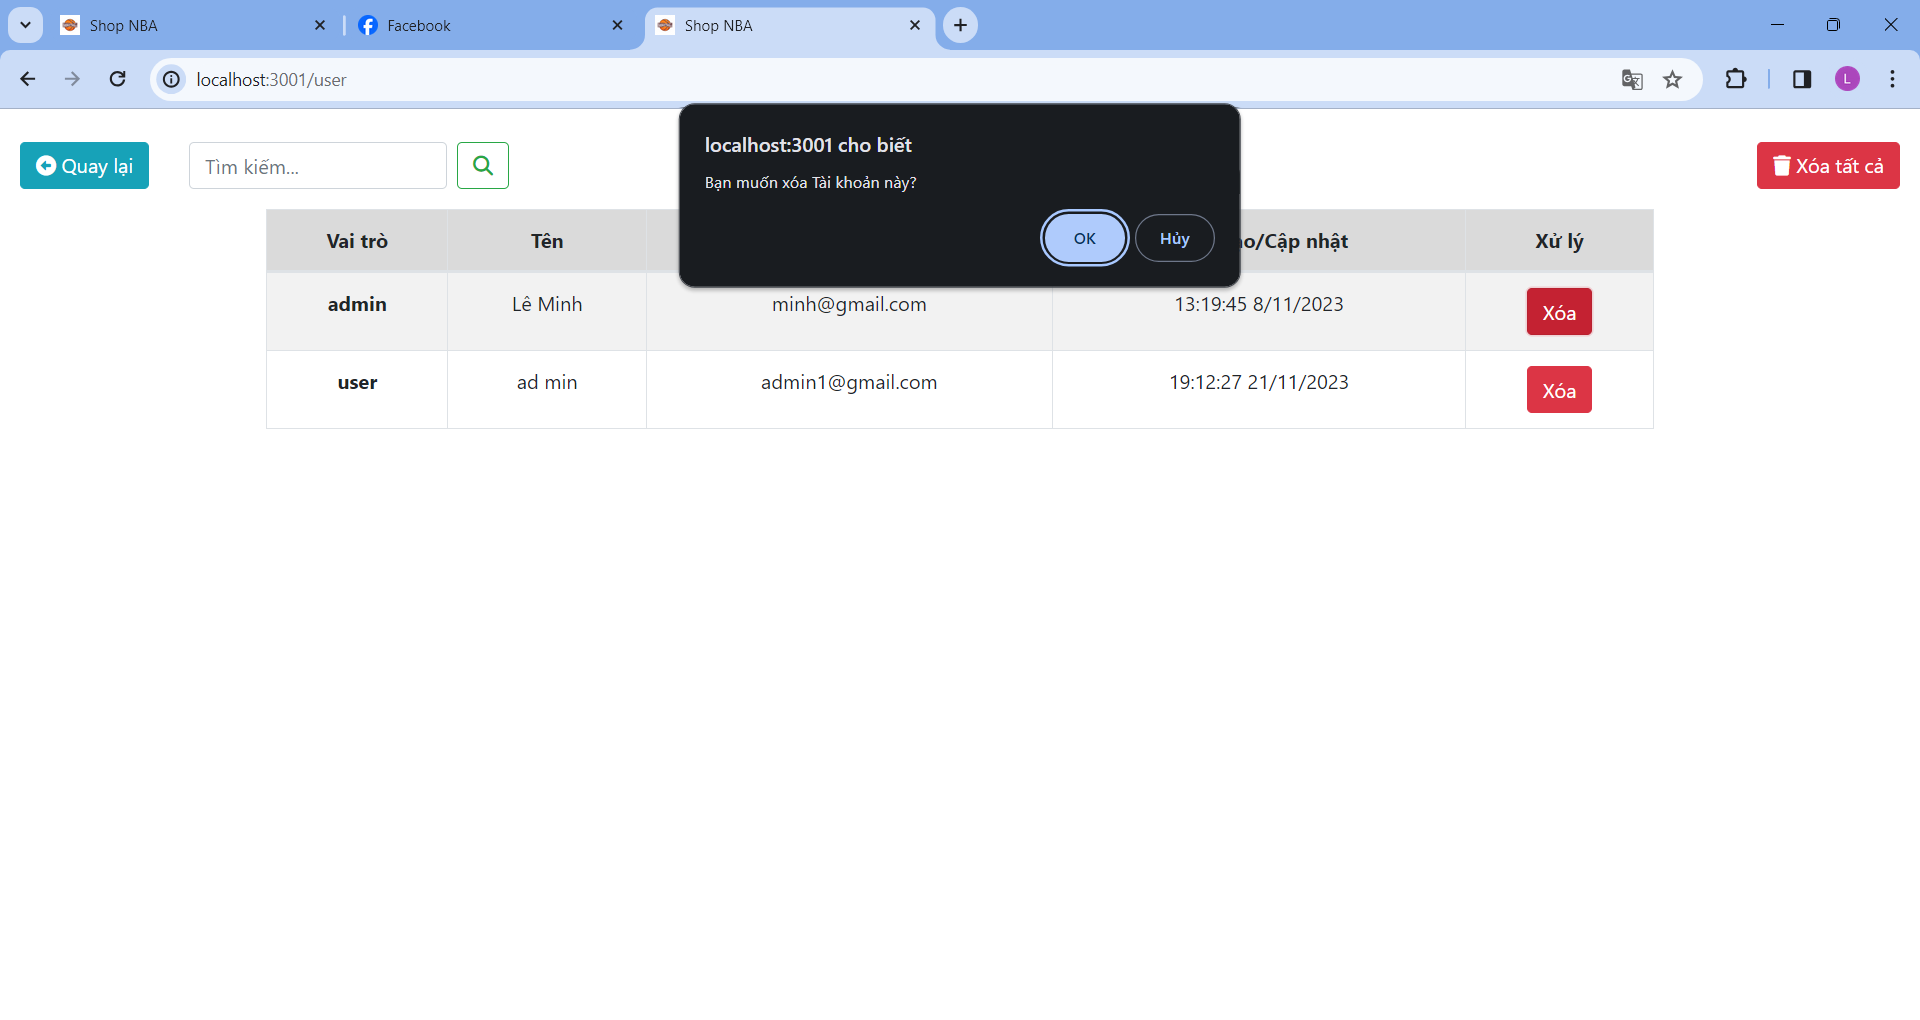 Shop NBA
Facebook
Shop NBA
localhost:3001/user
L
localhost:3001 cho biết
Bạn muốn xóa Tài khoản này?
OK
Hủy
Quay lại
Tìm kiếm...
Xóa tất cả
Vai trò
Tên
o/Cập nhật
Xử lý
admin
Lê Minh
minh@gmail.com
13:19:45 8/11/2023
Xóa
user
ad min
admin1@gmail.com
19:12:27 21/11/2023
Xóa